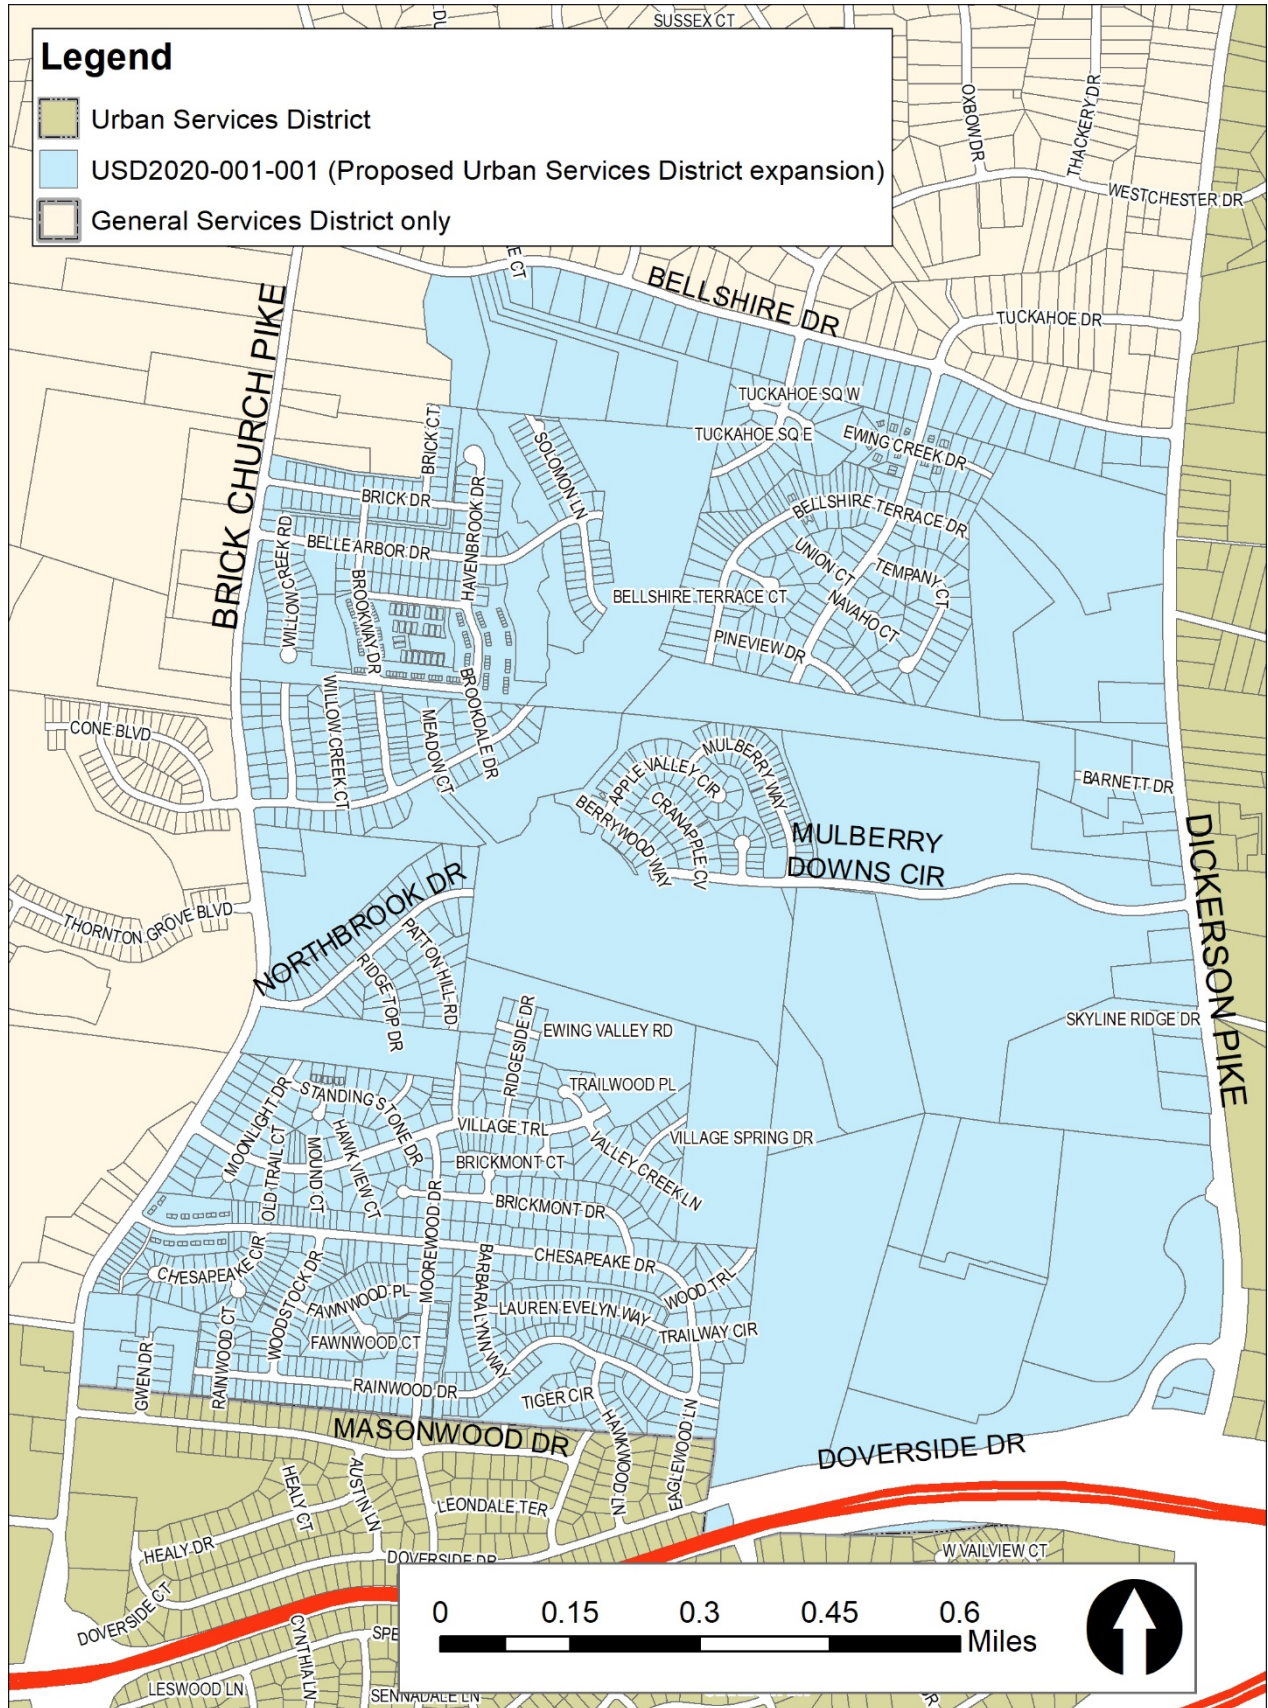 SUSSEX CT
Legend
Urban Services District
USD2020-001-001 (Proposed Urban Services District expansion)
General Services District only
OXBOW DR
THACKERY DR
WESTCHESTER DR
E CT
BELLSHIRE DR
TUCKAHOE DR
BRICK CHURCH PIKE
TUCKAHOE SQ W
TUCKAHOE SQ E
EWING CREEK DR
BRICK CT
SOLOMON LN
BRICK DR
HAVENBROOK DR
BELLSHIRE TERRACE DR
WILLOW CREEK RD
BELLE ARBOR DR
UNION CT
TEMPANY CT
BROOKWAY DR
BELLSHIRE TERRACE CT
NAVAHO CT
PINEVIEW DR
BROOKDALE DR
WILLOW CREEK CT
MEADOW CT
CONE BLVD
MULBERRY WAY
APPLE VALLEY CIR
CRANAPPLE CV
BERRYWOOD WAY
BARNETT DR
MULBERRY
DOWNS CIR
DICKERSON PIKE
THORNTON GROVE BLVD
NORTHBROOK DR
PATTON HILL RD
RIDGE TOP DR
SKYLINE RIDGE DR
EWING VALLEY RD
RIDGESIDE DR
TRAILWOOD PL
MOONLIGHT DR
STANDING STONE DR
VILLAGE TRL
VILLAGE SPRING DR
OLD TRAIL CT
MOUND CT
HAWK VIEW CT
BRICKMONT CT
VALLEY CREEK LN
BRICKMONT DR
MOOREWOOD DR
CHESAPEAKE DR
CHESAPEAKE CIR
WOODSTOCK DR
BARBARA LYNN WAY
WOOD TRL
FAWNWOOD PL
LAUREN EVELYN WAY
TRAILWAY CIR
FAWNWOOD CT
GWEN DR
RAINWOOD CT
RAINWOOD DR
TIGER CIR
HAWKWOOD LN
EAGLEWOOD LN
MASONWOOD DR
DOVERSIDE DR
HEALY CT
AUSTIN LN
LEONDALE TER
HEALY DR
DOVERSIDE DR
W VAILVIEW CT
DOVERSIDE CT
CYNTHIA LN
SPE
LESWOOD LN
SENNADALE LN
DR
0 0.15 0.3 0.45 0.6
Miles